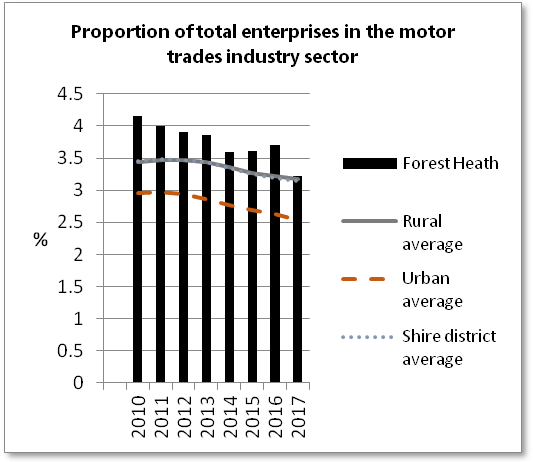 Proportion of total enterprises in the motor
trades industry sector
4.5
4
3.5
3
2.5
2
1.5
1
0.5
0
%
2010
2011
2012
2013
2014
2015
2016
2017
Forest Heath
Rural
average
Urban
average
Shire district
average